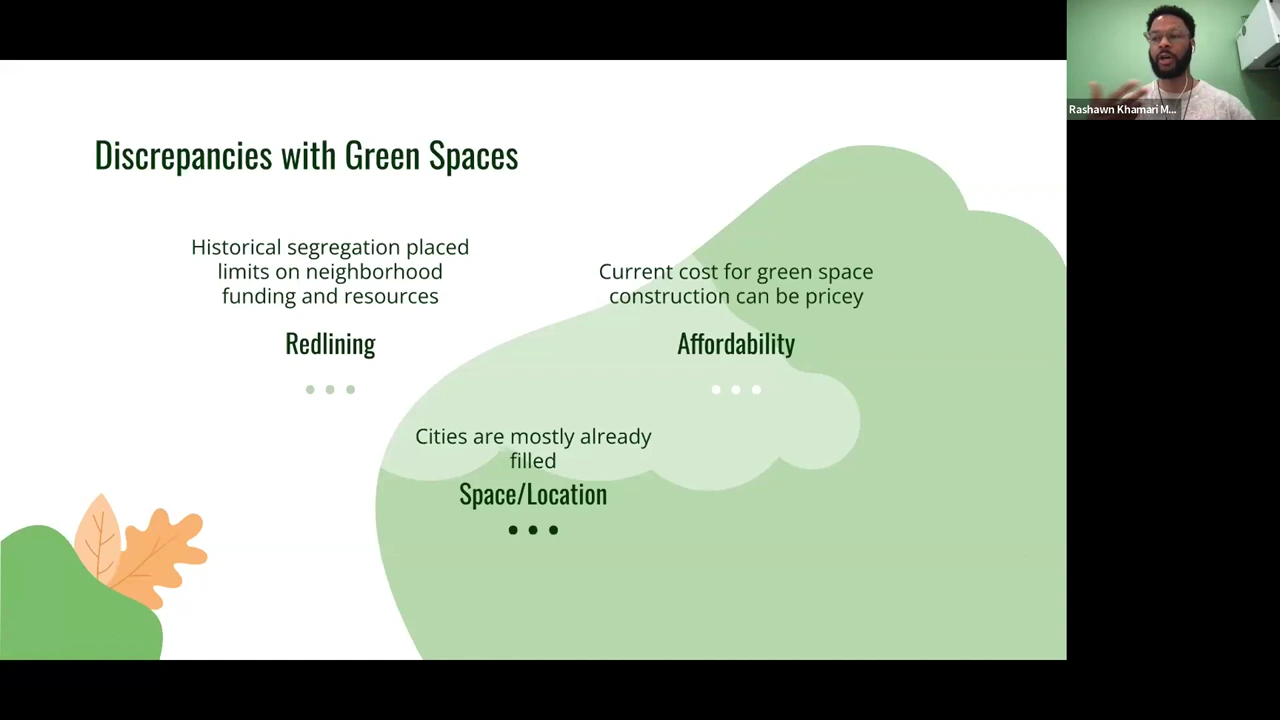 Discrepancies with Green Spaces
Historical segregation placed
limits on neighborhood
funding and resources
Redlining
Current cost for green space
construction can be pricey
Affordability
Cities are mostly already
filled
Space/Location
Rashawn Khamari M...